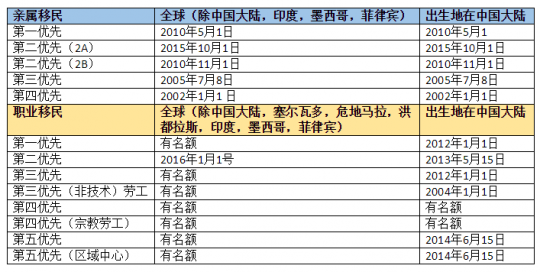 亲属移民 全球（除中国大陆，印度，墨西哥，菲律宾） 出生地在中国大陆
第一优先 2010年5月1日 2010年5月1
第二优先（2A） 2015年10月1日 2015年10月1日
第二优先（2B） 2010年11月1日 2010年11月1日
第三优先 2005年7月8日 2005年7月8日
第四优先 2002年1月1 日 2002年1月1日
职业移民 全球（除中国大陆，塞尔瓦多，危地马拉，洪 出生地在中国大陆
都拉斯，印度，墨西哥，菲律宾）
第一优先 有名额 2012年1月1日
第二优先 2016年1月1号 2013年5月15日
第三优先 有名额 2012年1月1日
第三优先（非技术）劳工 有名额 2004年1月1日
第四优先 有名额 有名额
第四优先（宗教劳工） 有名额 有名额
第五优先 有名额 2014年6月15日
第五优先（区域中心） 有名额 2014年6月15日